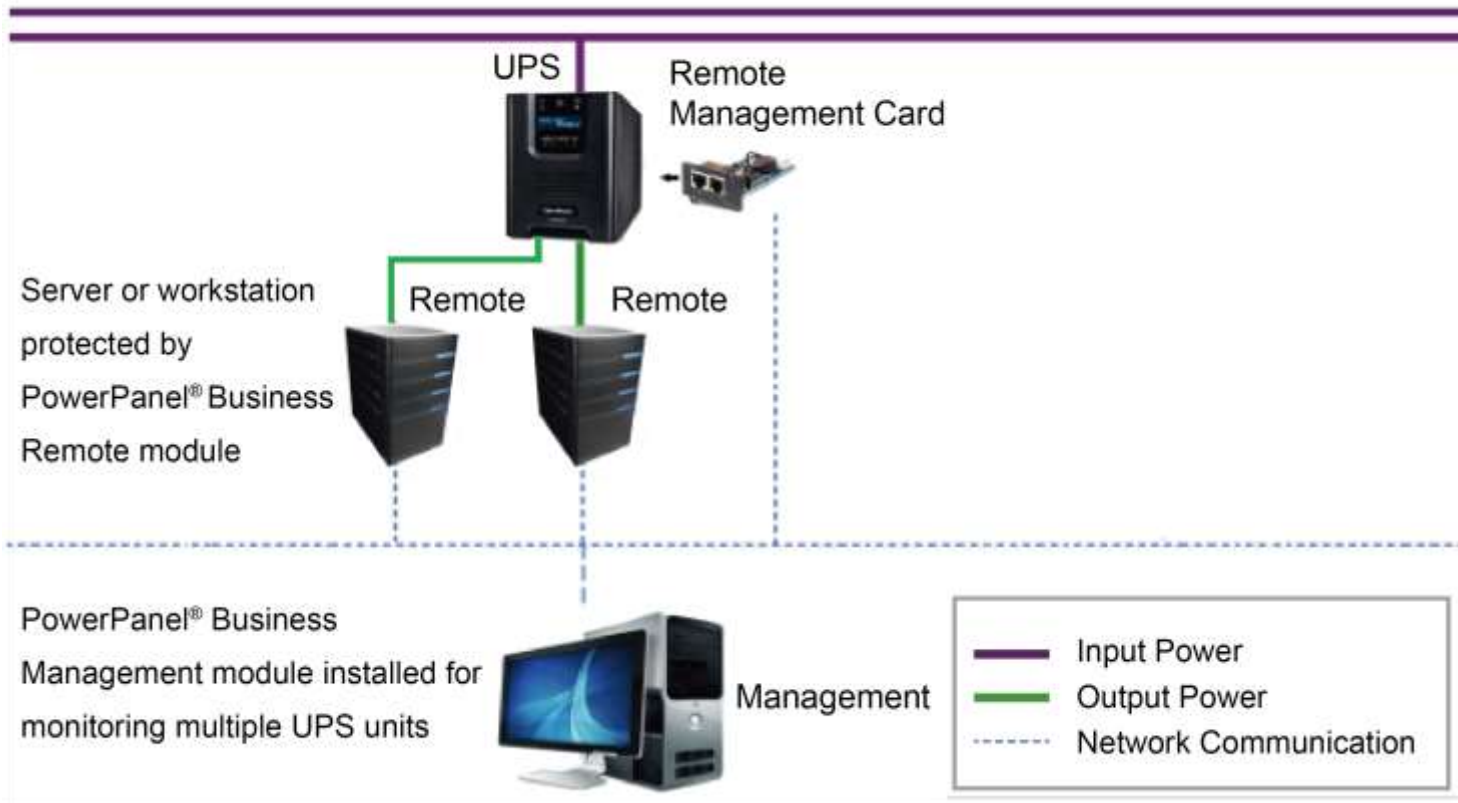 UPS
Remote
Management Card
Server or workstation
protected by
PowerPanel® Business
Remote module
Remote
Remote
PowerPanel® Business
Management module installed for
monitoring multiple UPS units
Management
Input Power
Output Power
Network Communication